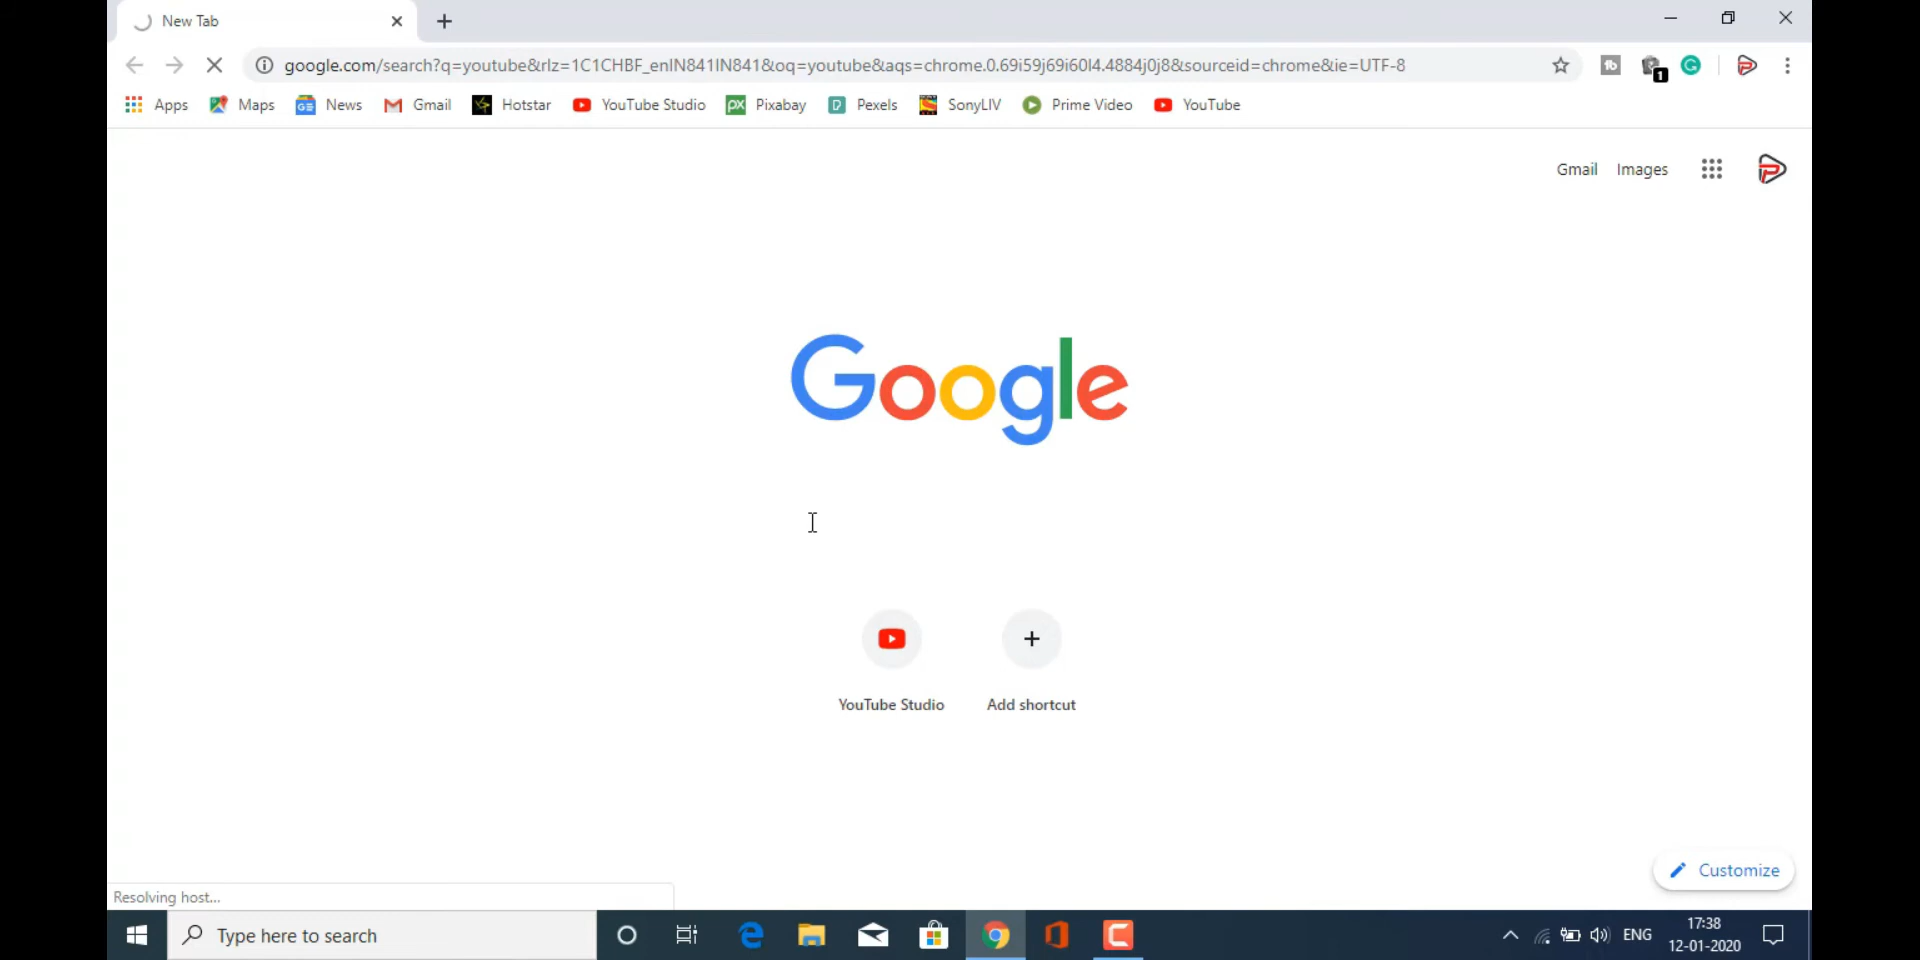 New Tab
google.com/search?q=youtube&rlz=1C1CHBF_enIN841IN841&oq=youtube&aqs=chrome.0.69i59j69i60l4.4884j0j8&sourceid=chrome&ie=UTF-8
1
Apps Maps News Gmail Hotstar YouTube Studio Pixabay Pexels SonyLIV Prime Video YouTube
Gmail Images
Google
YouTube Studio Add shortcut
Customize
Resolving host...
Type here to search
ENG
17:38
12-01-2020